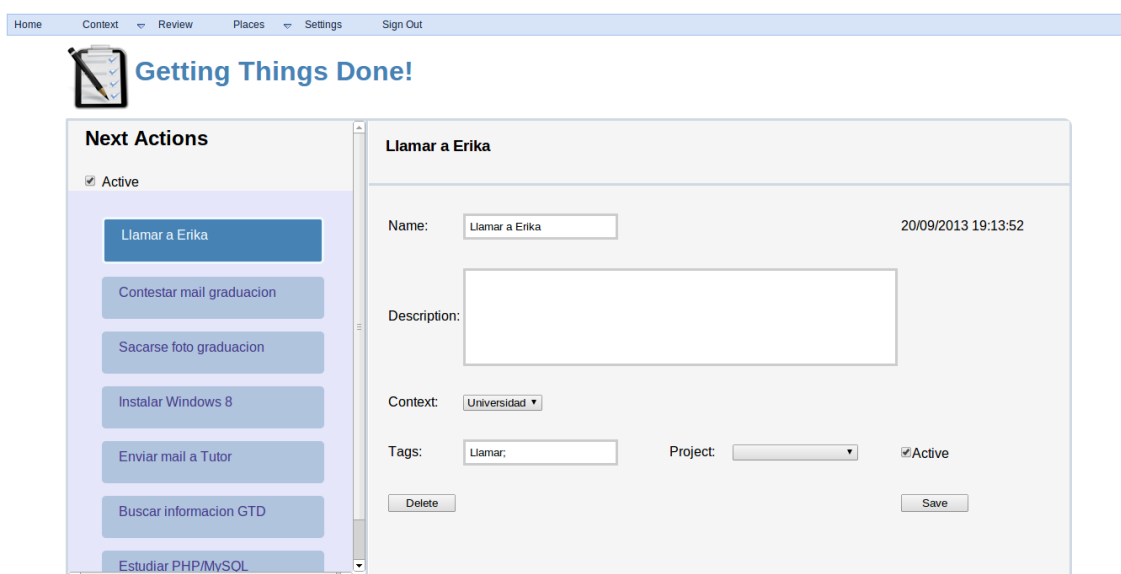 Home Context Review Places Settings Sign Out
Getting Things Done!
Next Actions
Active
Llamar a Erika
Contestar mail graduacion
Sacarse foto graduacion
Instalar Windows 8
Enviar mail a Tutor
Buscar informacion GTD
Estudiar PHP/MySQL
Llamar a Erika
Name: Llamar a Erika 20/09/2013 19:13:52
Description:
Context: Universidad
Tags: Llamar; Project: Active
Delete Save